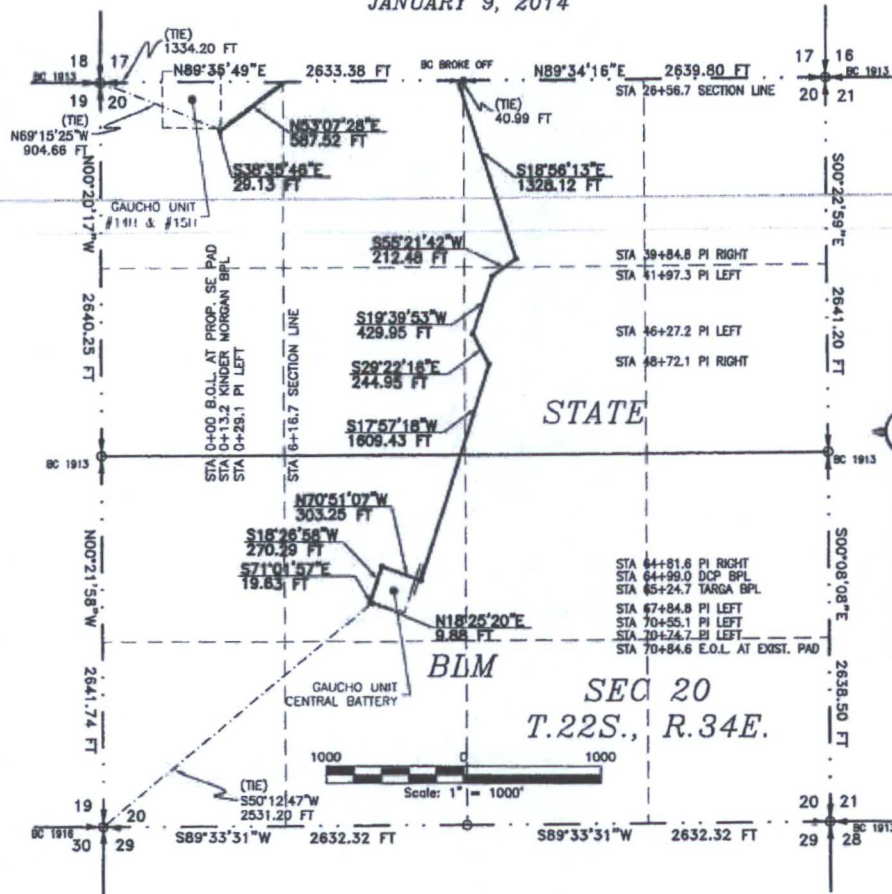 JANUARY 9, 2014
(TIE)
1334.20 FT
18 17
BC 1913
19 20
N89°35'49"E 2633.38 FT
BC BROKE OFF
N89°34'16"E 2639.80 FT
STA 26+56.7 SECTION LINE
17 16
BC 1913
20 21
(TIE)
40.99 FT
(TIE)
N69°15'25"W
904.66 FT
N53°07'28"E
587.52 FT
S38°35'46"E
29.13 FT
GAUCHO UNIT
#14H & #15H
N00°20'17"W 2640.25 FT
S18°56'13"E
1328.12 FT
S00°22'59"E 2641.20 FT
S55°21'42"W
212.48 FT
STA 39+84.8 PI RIGHT
STA 41+97.3 PI LEFT
S19°39'53"W
429.95 FT
STA 46+27.2 PI LEFT
S29°22'16"E
244.95 FT
STA 48+72.1 PI RIGHT
STA 0+00 B.O.L. AT PROP. SE PAD
STA 0+13.2 KINDER MORGAN BPL
STA 0+29.1 PI LEFT
STA 6+16.7 SECTION LINE
STATE
S17°57'18"W
1609.43 FT
BC 1913
BC 1913
N70°51'07"W
303.25 FT
S18°26'58"W
270.29 FT
S71°01'57"E
19.63 FT
N00°21'58"W 2641.74 FT
S00°08'08"E 2638.50 FT
STA 64+81.6 PI RIGHT
STA 64+99.0 DCP BPL
STA 65+24.7 TARGA BPL
STA 67+84.8 PI LEFT
STA 70+55.1 PI LEFT
STA 70+74.7 PI LEFT
STA 70+84.6 E.O.L. AT EXIST. PAD
N18°25'20"E
9.88 FT
BLM
GAUCHO UNIT
CENTRAL BATTERY
SEC 20
T.22S., R.34E.
1000 0 1000
Scale: 1" = 1000'
(TIE)
S50°12'47"W
2531.20 FT
19 20
BC 1916
30 29
S89°33'31"W 2632.32 FT
S89°33'31"W 2632.32 FT
20 21
BC 1913
29 28